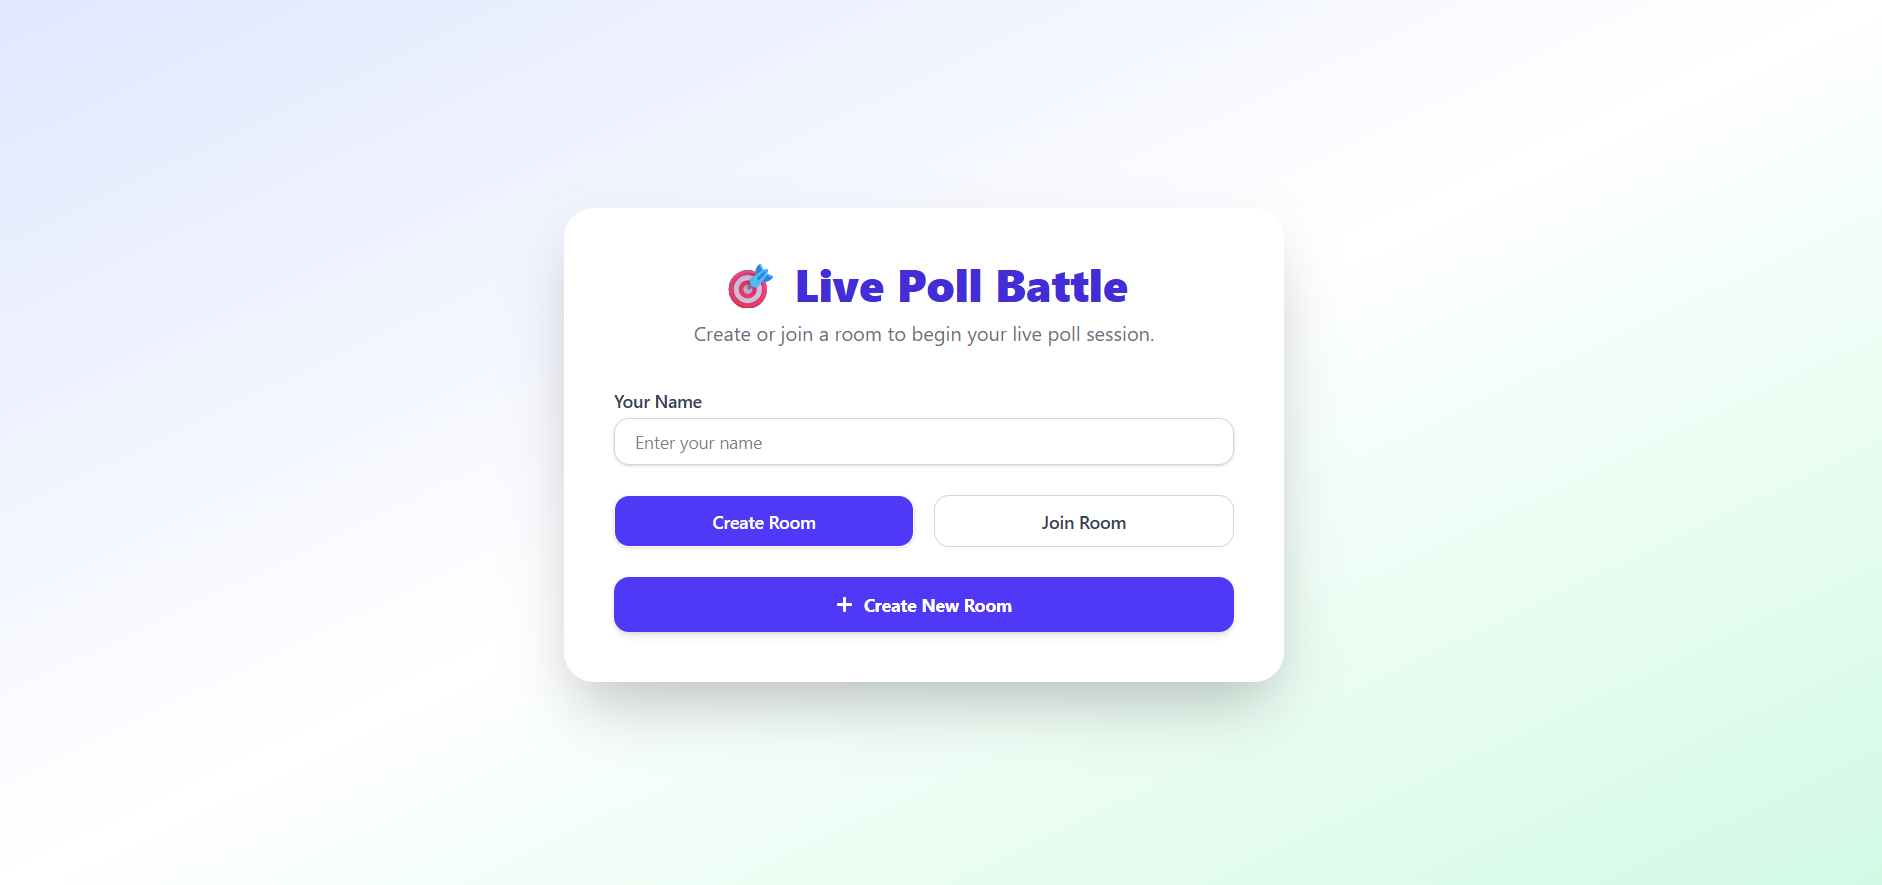 Live Poll Battle
Create or join a room to begin your live poll session.
Your Name
Enter your name
Create Room
Join Room
+ Create New Room